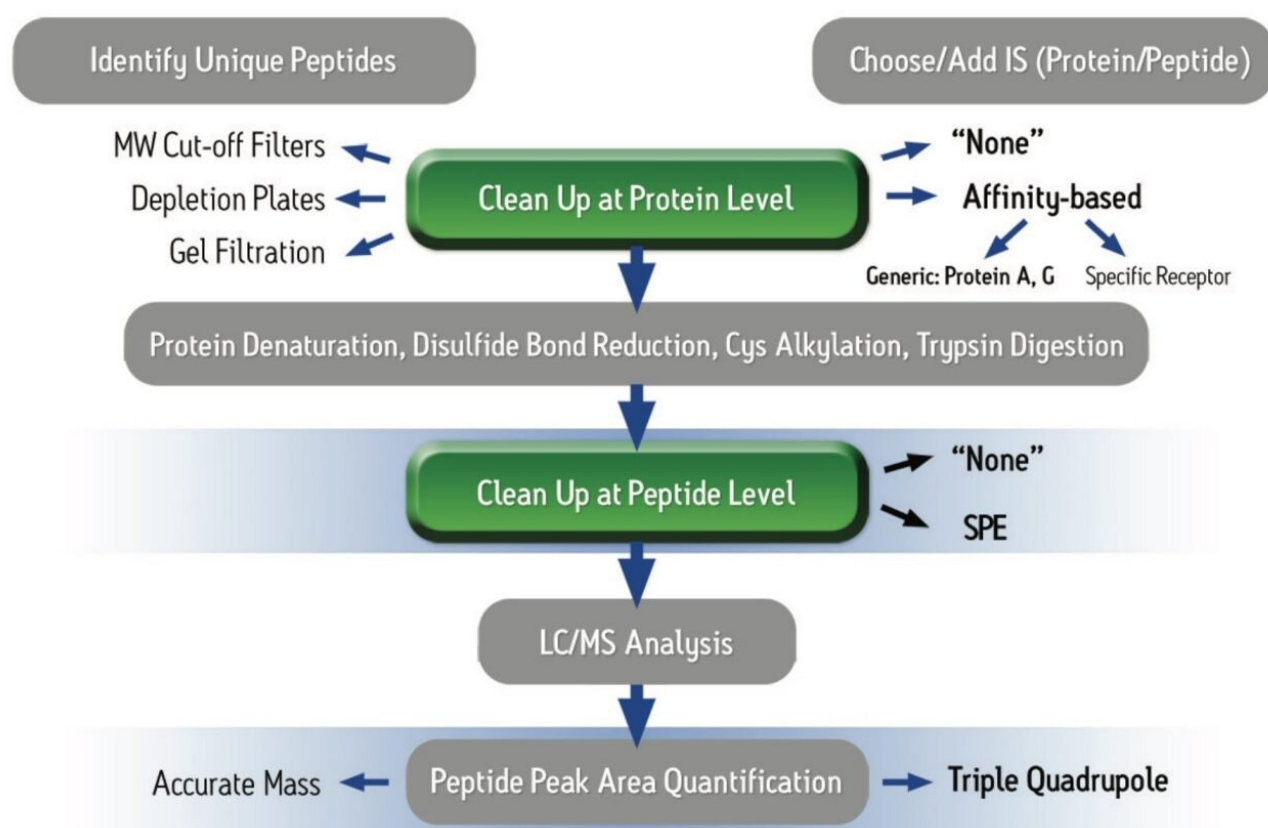 Identify Unique Peptides
Choose/Add IS (Protein/Peptide)
MW Cut-off Filters
Depletion Plates
Gel Filtration
Clean Up at Protein Level
“None”
Affinity-based
Generic: Protein A, G
Specific Receptor
Protein Denaturation, Disulfide Bond Reduction, Cys Alkylation, Trypsin Digestion
Clean Up at Peptide Level
“None”
SPE
LC/MS Analysis
Accurate Mass
Peptide Peak Area Quantification
Triple Quadrupole